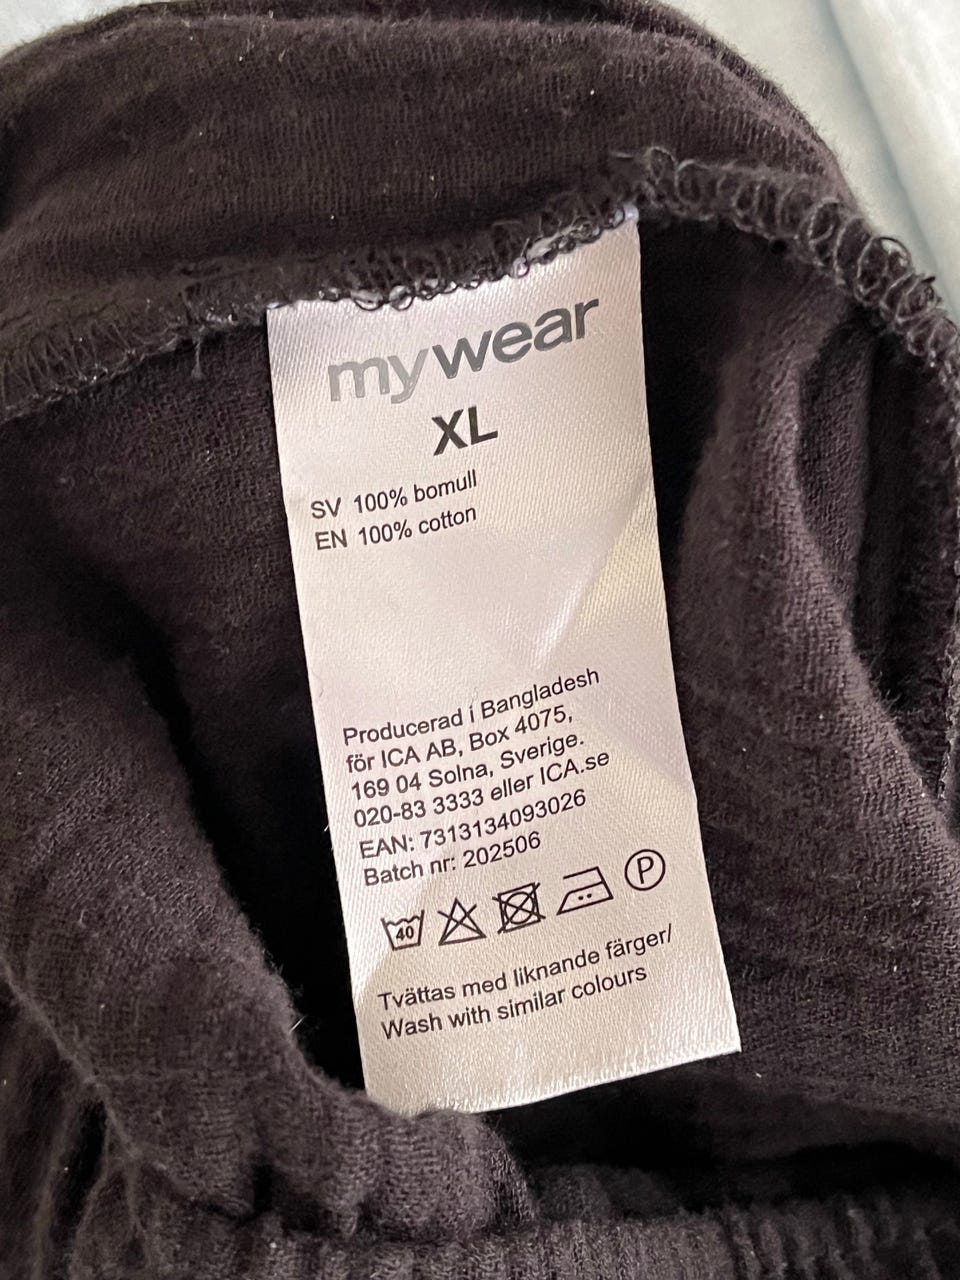 mywear
XL
SV 100% bomull
EN 100% cotton
Producerad i Bangladesh
för ICA AB, Box 4075,
169 04 Solna, Sverige.
020-83 3333 eller ICA.se
EAN: 7313134093026
Batch nr: 202506
40 P
Tvättas med liknande färger/
Wash with similar colours